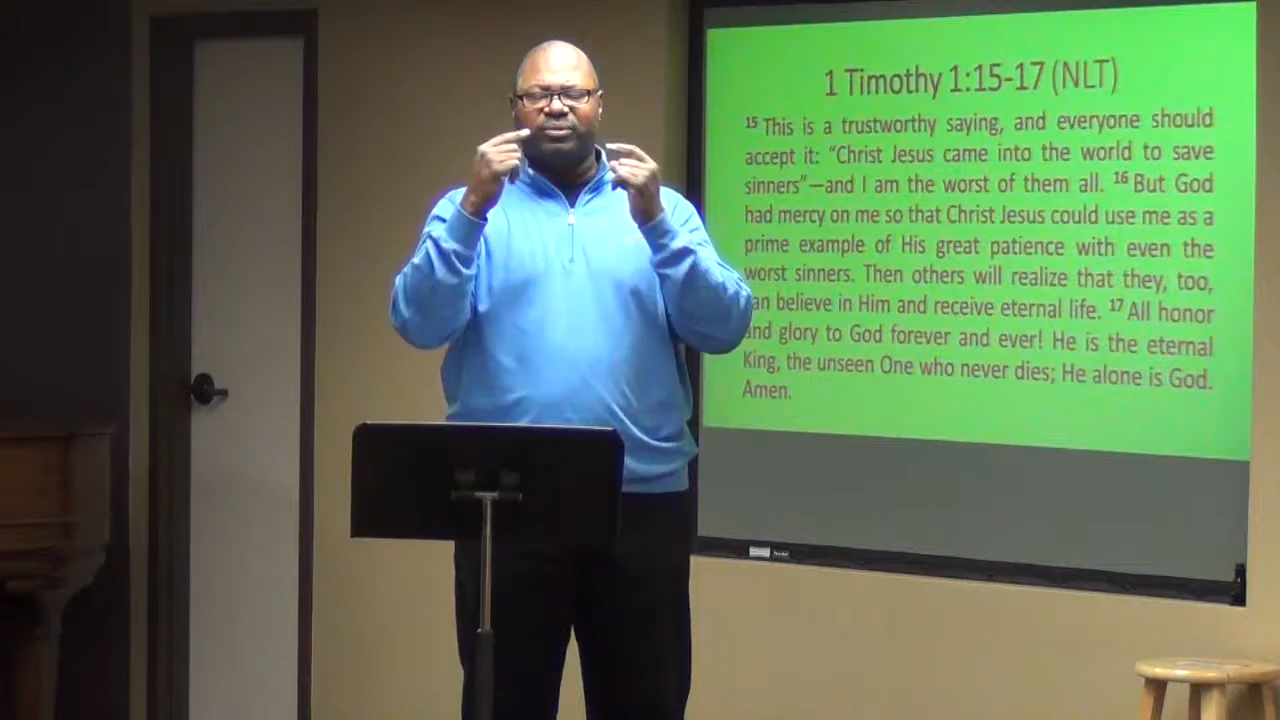 1 Timothy 1:15-17 (NLT)
15 This is a trustworthy saying, and everyone should
accept it: “Christ Jesus came into the world to save
sinners”—and I am the worst of them all. 16 But God
had mercy on me so that Christ Jesus could use me as a
prime example of His great patience with even the
worst sinners. Then others will realize that they, too,
an believe in Him and receive eternal life. 17 All honor
and glory to God forever and ever! He is the eternal
King, the unseen One who never dies; He alone is God.
Amen.